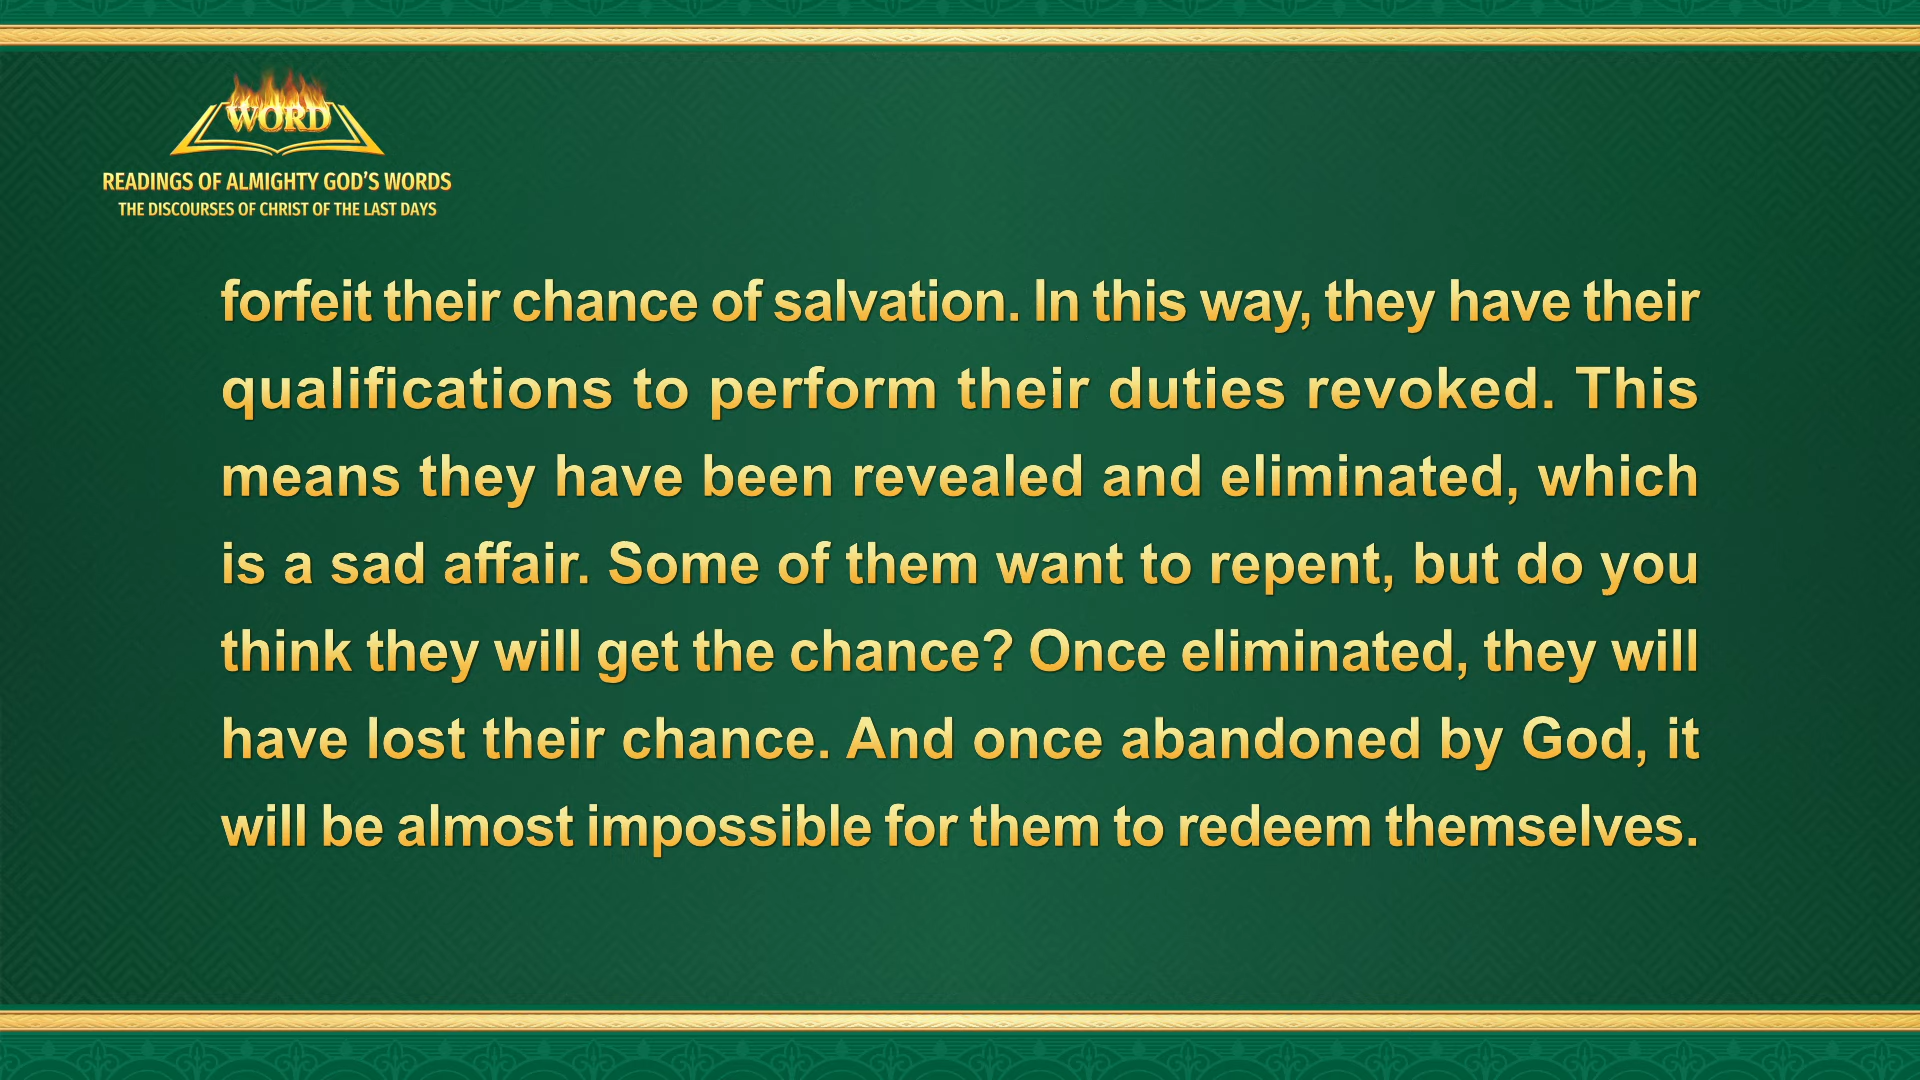 WORD
READINGS OF ALMIGHTY GOD'S WORDS
THE DISCOURSES OF CHRIST OF THE LAST DAYS
forfeit their chance of salvation. In this way, they have their
qualifications to perform their duties revoked. This
means they have been revealed and eliminated, which
is a sad affair. Some of them want to repent, but do you
think they will get the chance? Once eliminated, they will
have lost their chance. And once abandoned by God, it
will be almost impossible for them to redeem themselves.